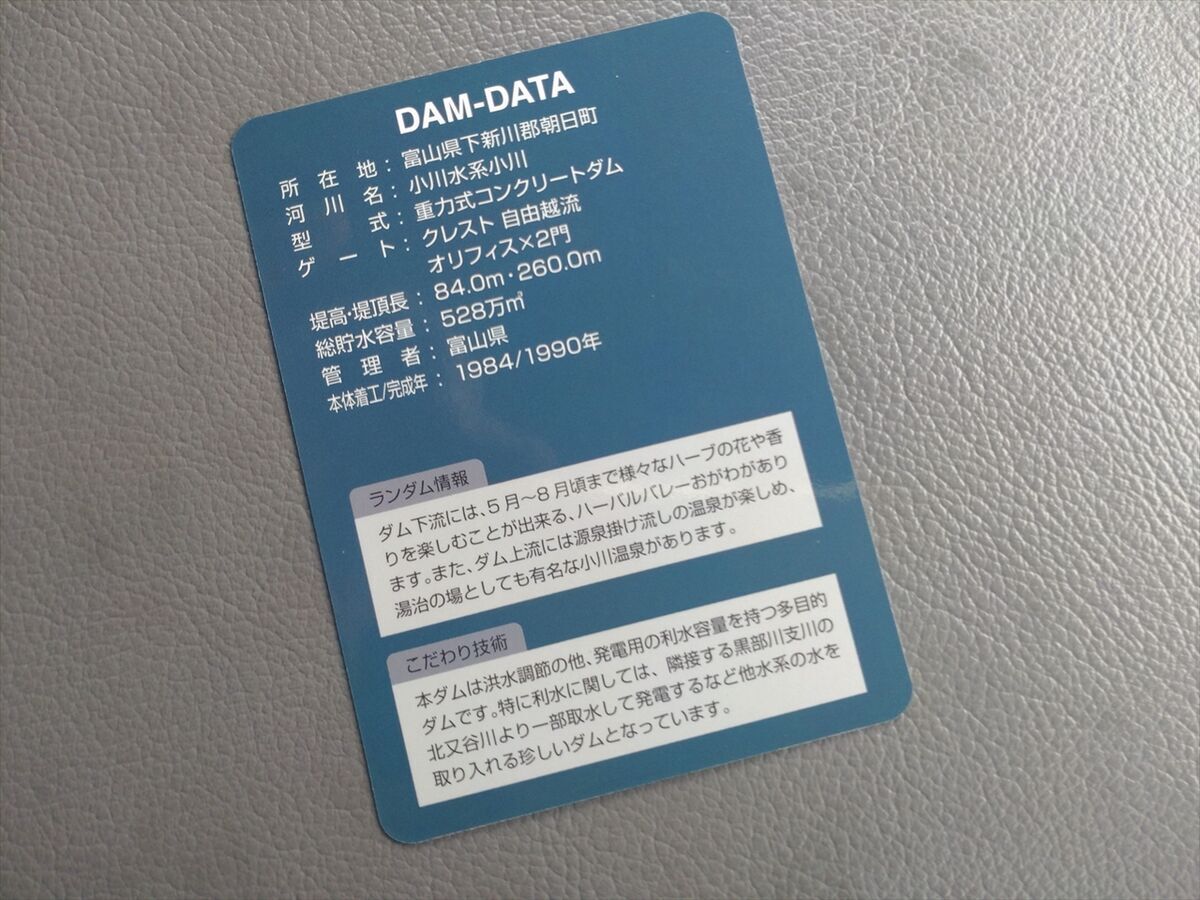 DAM-DATA
所在地：富山県下新川郡朝日町
河川名：小川水系小川
型式：重力式コンクリートダム
ゲート：クレスト 自由越流
オリフィス×2門
堤高・堤頂長：84.0m・260.0m
総貯水容量：528万㎥
管理者：富山県
本体着工/完成年：1984/1990年
ランダム情報
ダム下流には、5月～8月頃まで様々なハーブの花や香
りを楽しむことが出来る、ハーバルバレーおがわがあり
ます。また、ダム上流には源泉掛け流しの温泉が楽しめ、
湯治の場としても有名な小川温泉があります。
こだわり技術
本ダムは洪水調節の他、発電用の利水容量を持つ多目的
ダムです。特に利水に関しては、隣接する黒部川支川の
北又谷川より一部取水して発電するなど他水系の水を
取り入れる珍しいダムとなっています。